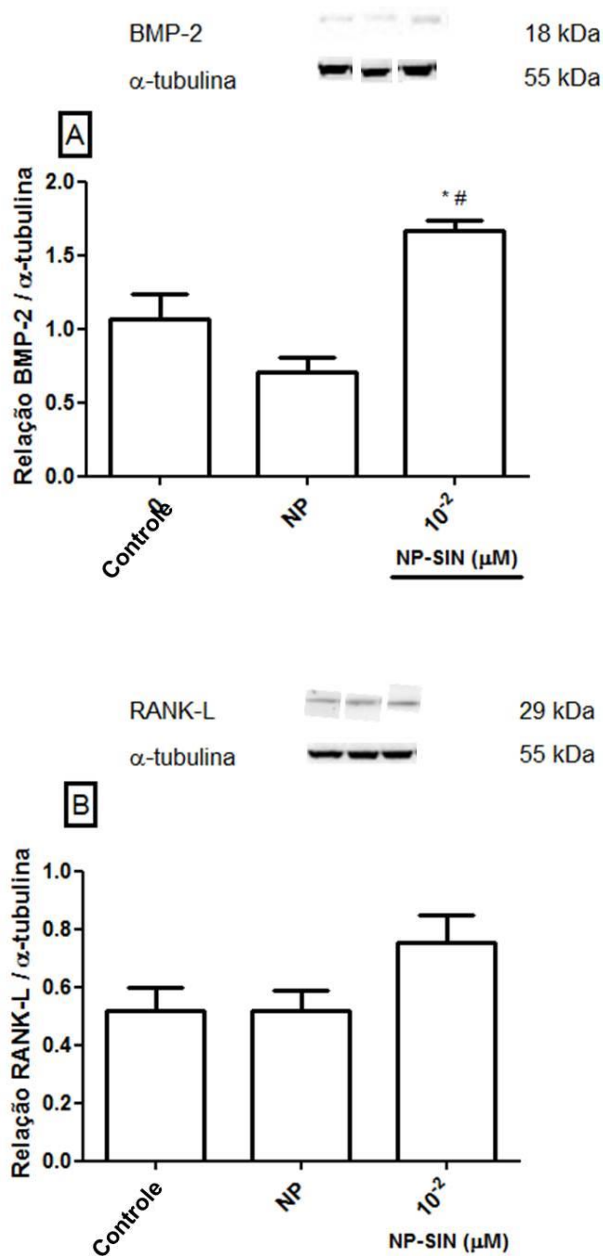 BMP-2 18 kDa
α-tubulina 55 kDa
A
Relação BMP-2 / α-tubulina
2.0
* #
1.5
1.0
0.5
0.0
0
Controle
NP
10⁻²
NP-SIN (μM)
RANK-L 29 kDa
α-tubulina 55 kDa
B
Relação RANK-L / α-tubulina
1.0
0.8
0.6
0.4
0.2
0.0
Controle
NP
10⁻²
NP-SIN (μM)